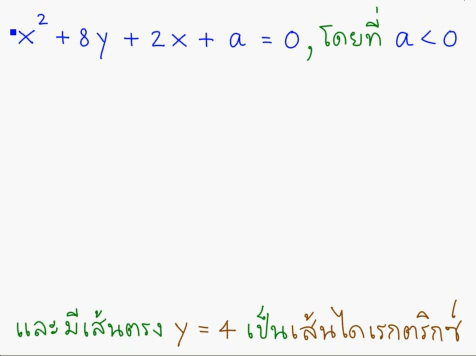 x² + 8y + 2x + a = 0, โดยที่ a < 0
และมีเส้นตรง y = 4 เป็นเส้นไดเรกตริกซ์